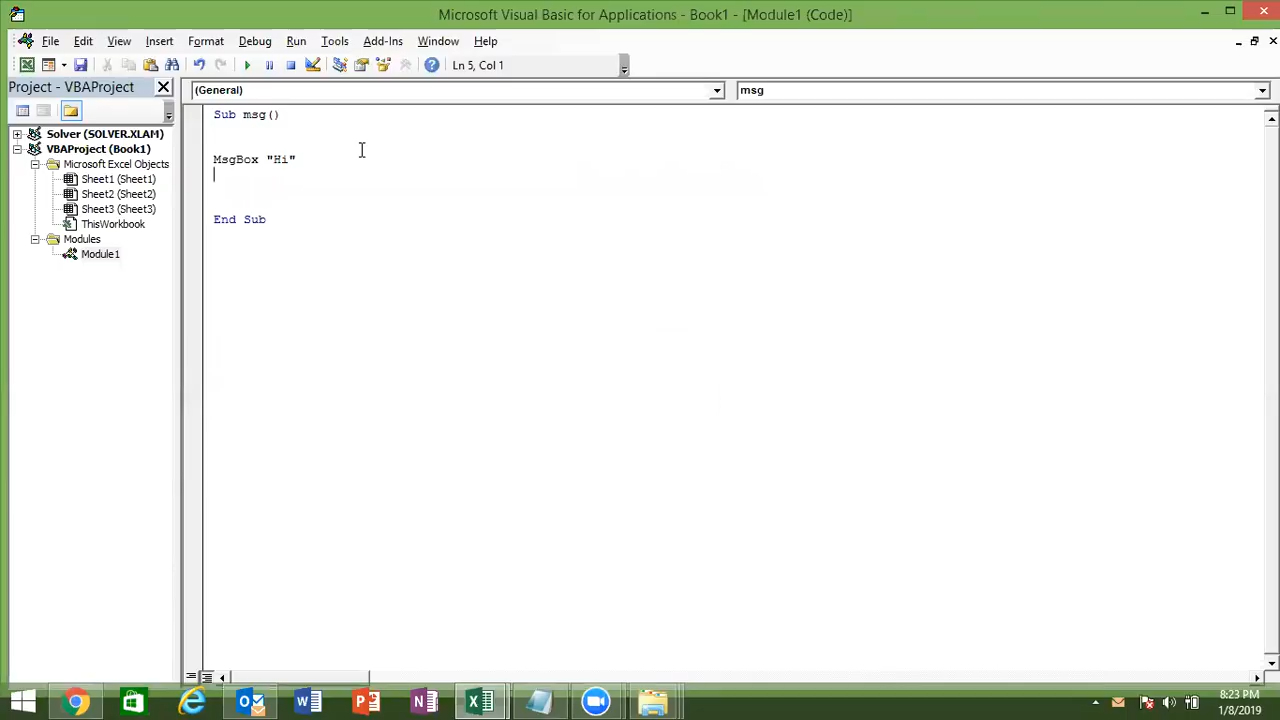 Microsoft Visual Basic for Applications - Book1 - [Module1 (Code)]
File Edit View Insert Format Debug Run Tools Add-Ins Window Help
Ln 5, Col 1
Project - VBAProject
(General) msg
Solver (SOLVER.XLAM)
VBAProject (Book1)
Microsoft Excel Objects
Sheet1 (Sheet1)
Sheet2 (Sheet2)
Sheet3 (Sheet3)
ThisWorkbook
Modules
Module1
Sub msg()
MsgBox "Hi"
End Sub
8:23 PM
1/8/2019